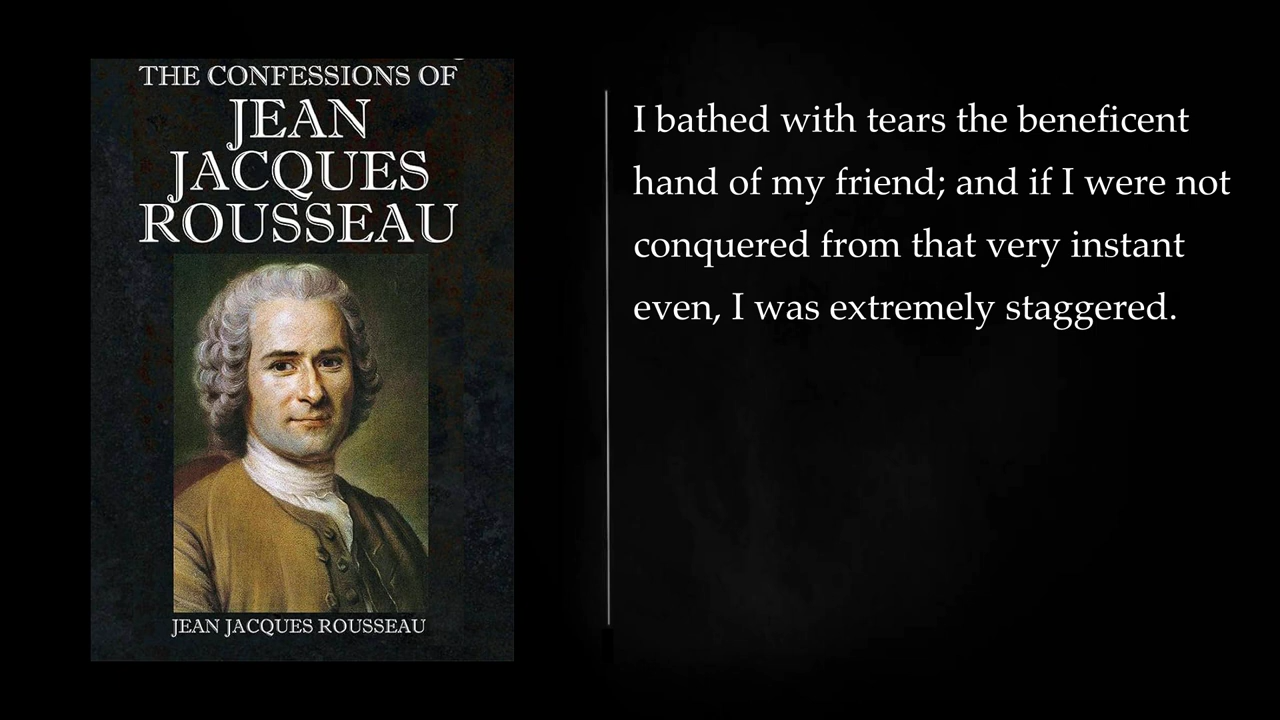 THE CONFESSIONS OF
JEAN
JACQUES
ROUSSEAU
JEAN JACQUES ROUSSEAU
I bathed with tears the beneficent
hand of my friend; and if I were not
conquered from that very instant
even, I was extremely staggered.